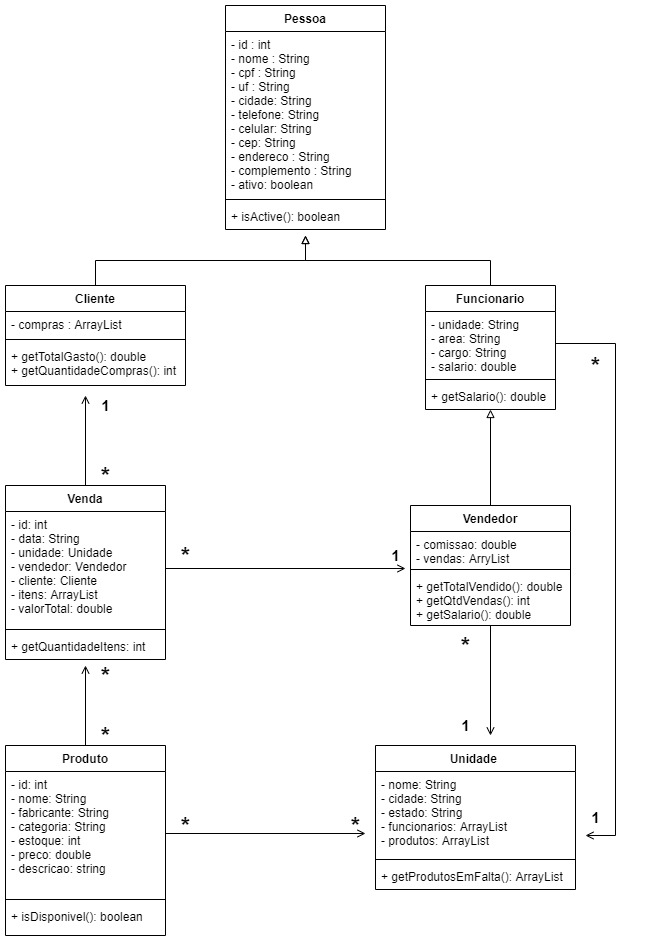 Pessoa
- id : int
- nome : String
- cpf : String
- uf : String
- cidade: String
- telefone: String
- celular: String
- cep: String
- endereco : String
- complemento : String
- ativo: boolean
+ isActive(): boolean
Cliente
- compras : ArrayList
+ getTotalGasto(): double
+ getQuantidadeCompras(): int
Funcionario
- unidade: String
- area: String
- cargo: String
- salario: double
+ getSalario(): double
*
1
*
Venda
- id: int
- data: String
- unidade: Unidade
- vendedor: Vendedor
- cliente: Cliente
- itens: ArrayList
- valorTotal: double
+ getQuantidadeItens: int
*
1
Vendedor
- comissao: double
- vendas: ArryList
+ getTotalVendido(): double
+ getQtdVendas(): int
+ getSalario(): double
*
1
*
*
Produto
- id: int
- nome: String
- fabricante: String
- categoria: String
- estoque: int
- preco: double
- descricao: string
+ isDisponivel(): boolean
*
*
Unidade
- nome: String
- cidade: String
- estado: String
- funcionarios: ArrayList
- produtos: ArrayList
+ getProdutosEmFalta(): ArrayList
1